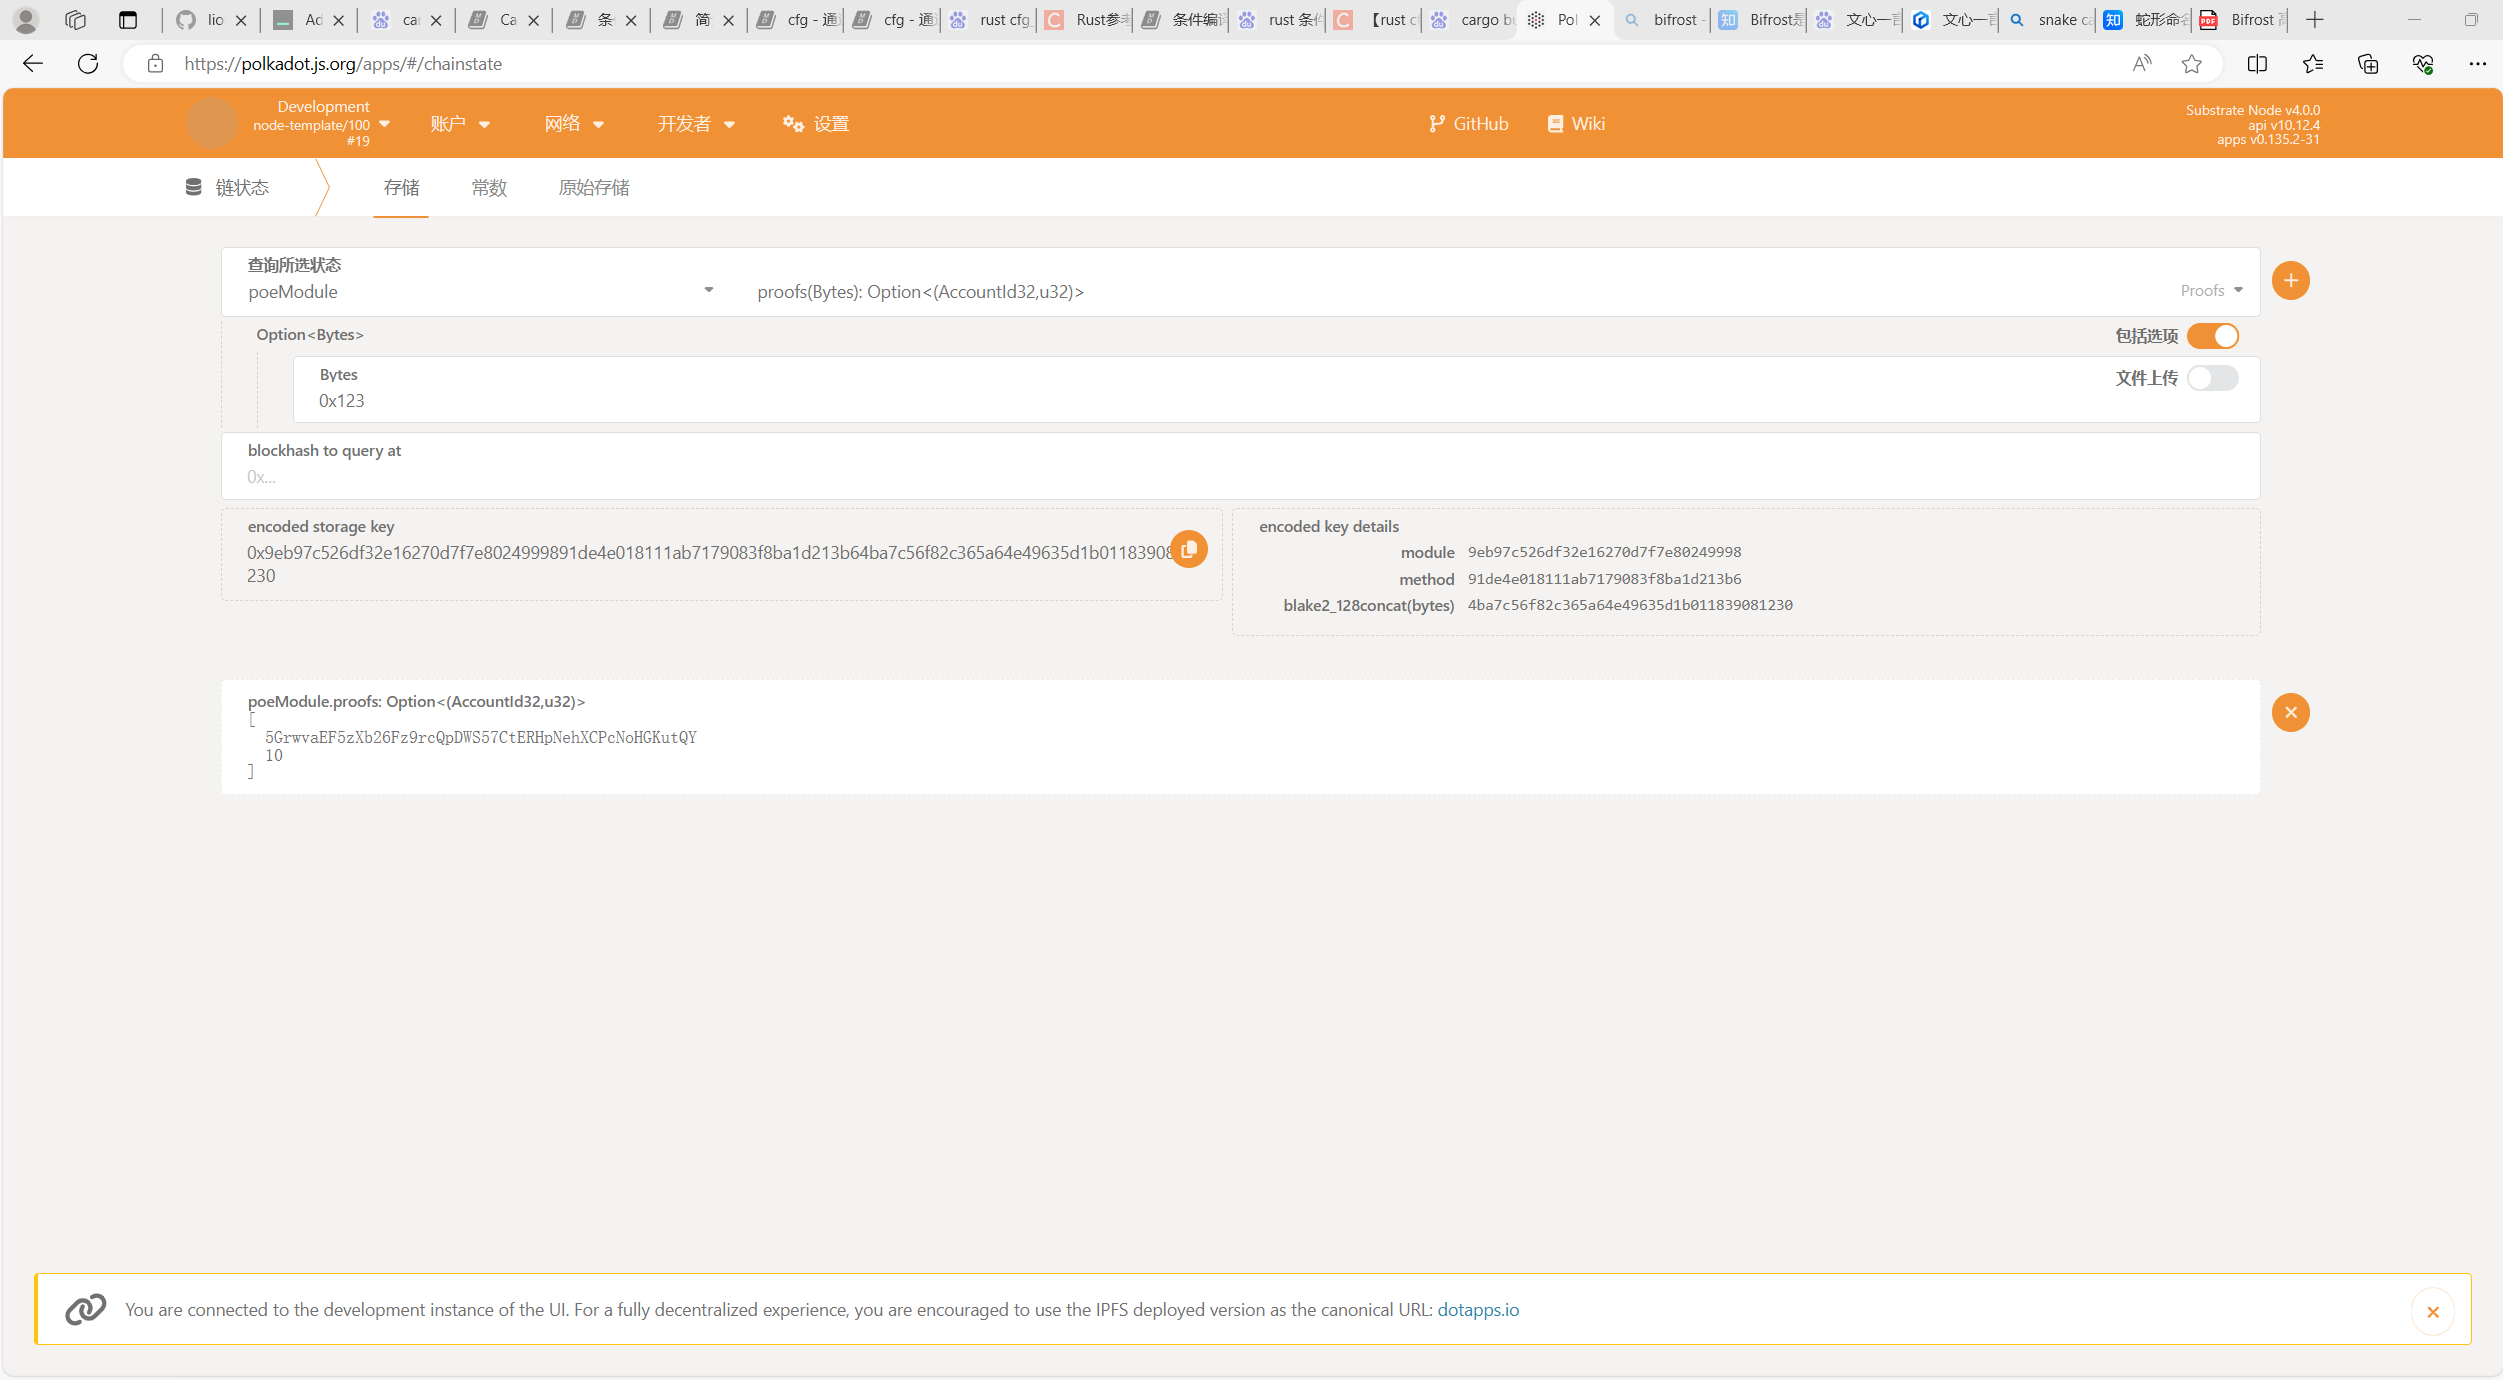 lio
Ad
ca
Ca
条
简
cfg - 通
cfg - 通
rust cfg_
Rust参
条件编
rust 条
【rust c
cargo b
Pol
bifrost -
Bifrost
文心一
文心一
snake ca
蛇形命
Bifrost
https://polkadot.js.org/apps/#/chainstate
Development
node-template/100
#19
账户
网络
开发者
设置
GitHub
Wiki
Substrate Node v4.0.0
api v10.12.4
apps v0.135.2-31
链状态
存储
常数
原始存储
查询所选状态
poeModule
proofs(Bytes): Option<(AccountId32,u32)>
Proofs
Option<Bytes>
包括选项
Bytes
0x123
文件上传
blockhash to query at
0x...
encoded storage key
0x9eb97c526df32e16270d7f7e8024999891de4e018111ab7179083f8ba1d213b64ba7c56f82c365a64e49635d1b01183908
230
encoded key details
module 9eb97c526df32e16270d7f7e80249998
method 91de4e018111ab7179083f8ba1d213b6
blake2_128concat(bytes) 4ba7c56f82c365a64e49635d1b011839081230
poeModule.proofs: Option<(AccountId32,u32)>
[
5GrwvaEF5zXb26Fz9rcQpDWS57CtERHpNehXCPcNoHGKutQY
10
]
You are connected to the development instance of the UI. For a fully decentralized experience, you are encouraged to use the IPFS deployed version as the canonical URL: dotapps.io